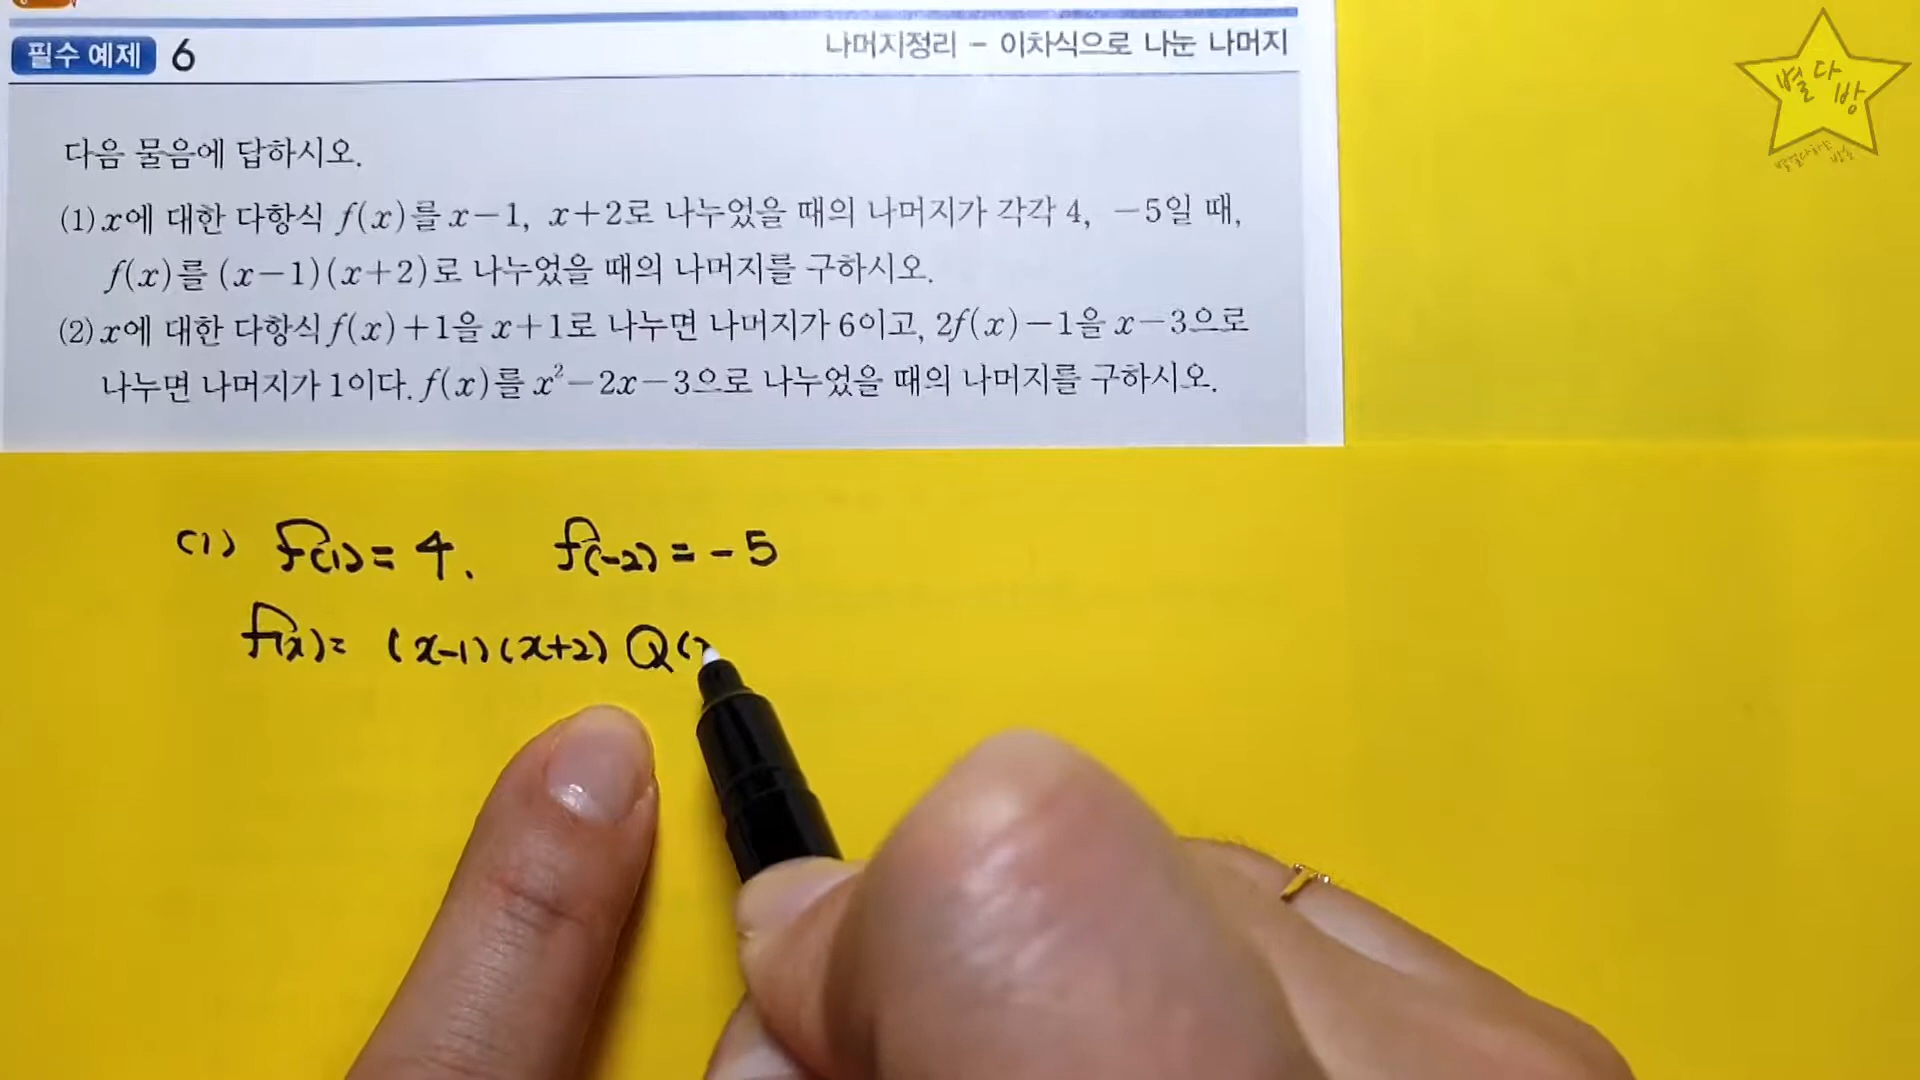 필수 예제 6
나머지정리 - 이차식으로 나눈 나머지
다음 물음에 답하시오.
(1) x에 대한 다항식 f(x)를 x-1, x+2로 나누었을 때의 나머지가 각각 4, -5일 때,
f(x)를 (x-1)(x+2)로 나누었을 때의 나머지를 구하시오.
(2) x에 대한 다항식 f(x)+1을 x+1로 나누면 나머지가 6이고, 2f(x)-1을 x-3으로
나누면 나머지가 1이다. f(x)를 x²-2x-3으로 나누었을 때의 나머지를 구하시오.
별다방
(1) f(1) = 4. f(-2) = -5
f(x) = (x-1)(x+2) Q(